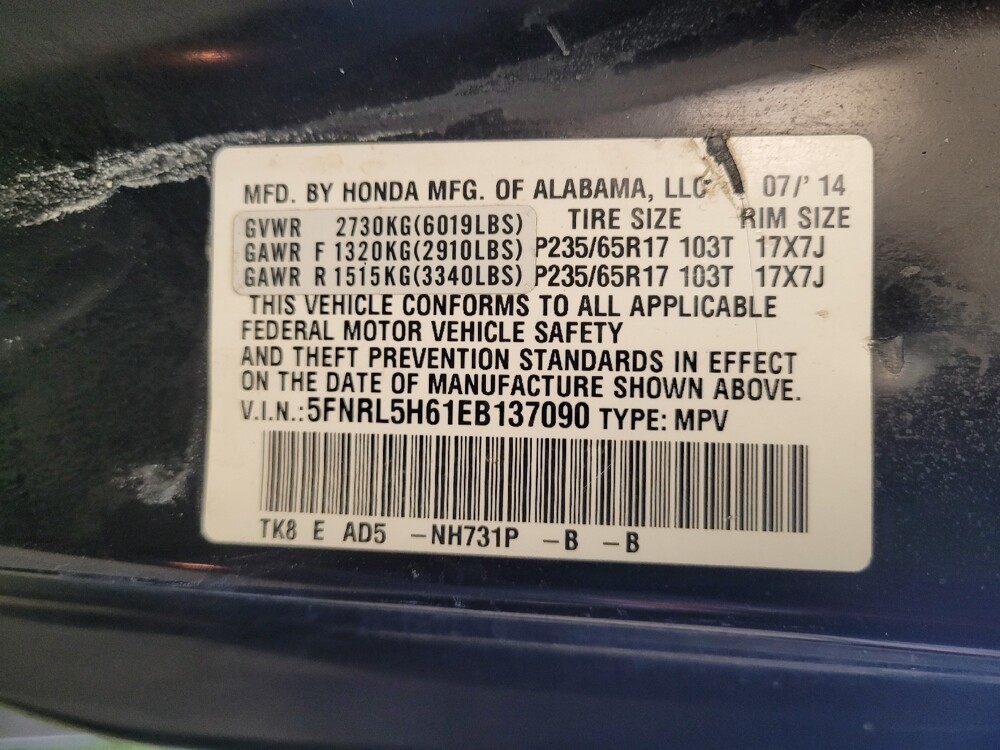 MFD. BY HONDA MFG. OF ALABAMA, LLC 07/'14
GVWR 2730KG(6019LBS) TIRE SIZE RIM SIZE
GAWR F 1320KG(2910LBS) P235/65R17 103T 17X7J
GAWR R 1515KG(3340LBS) P235/65R17 103T 17X7J
THIS VEHICLE CONFORMS TO ALL APPLICABLE
FEDERAL MOTOR VEHICLE SAFETY
AND THEFT PREVENTION STANDARDS IN EFFECT
ON THE DATE OF MANUFACTURE SHOWN ABOVE.
V.I.N.:5FNRL5H61EB137090 TYPE: MPV
TK8 E AD5 -NH731P -B -B